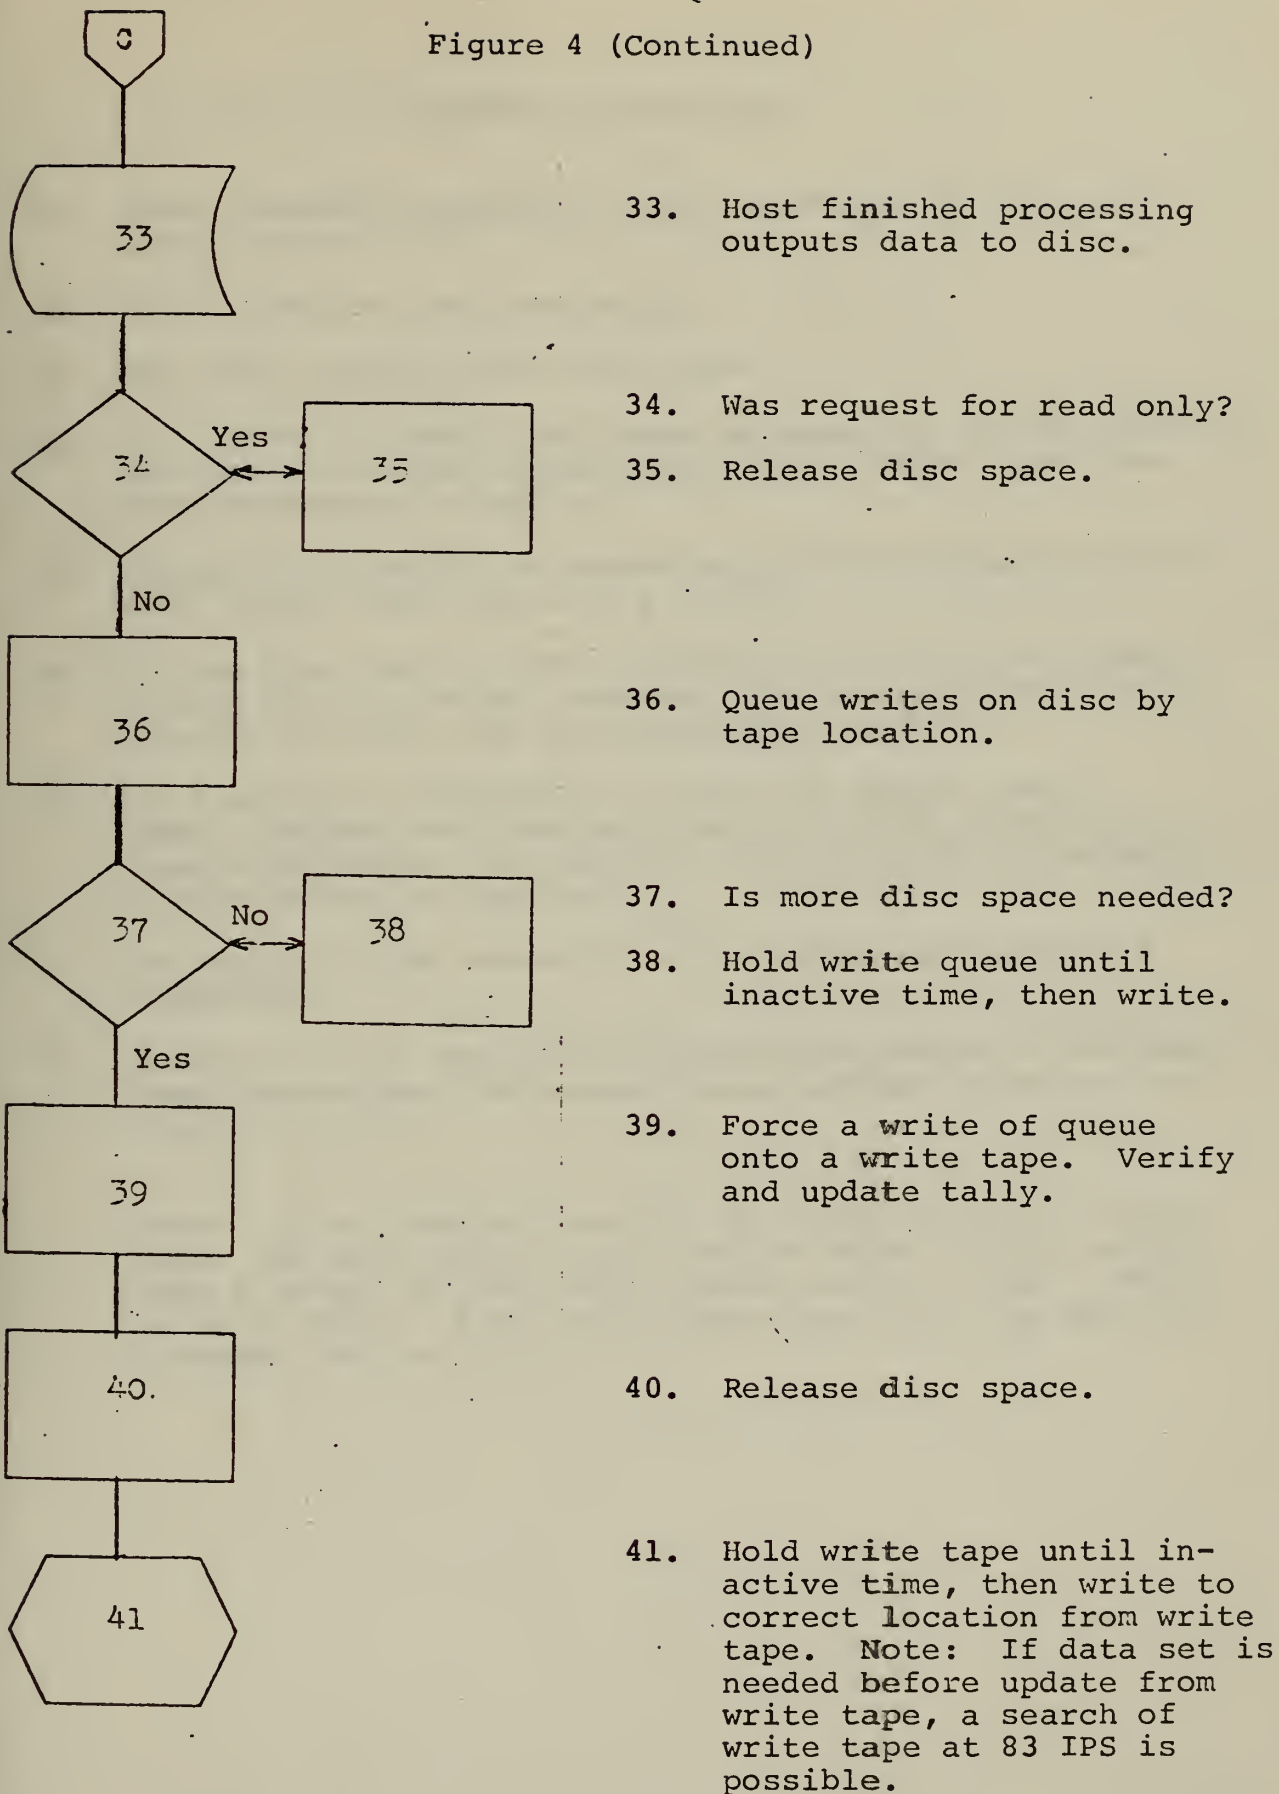 Figure 4 (Continued)
33
33. Host finished processing
outputs data to disc.
34
Yes
35
34. Was request for read only?
35. Release disc space.
No
36
36. Queue writes on disc by
tape location.
37
No
38
37. Is more disc space needed?
38. Hold write queue until
inactive time, then write.
Yes
39
39. Force a write of queue
onto a write tape. Verify
and update tally.
40.
40. Release disc space.
41
41. Hold write tape until in-
active time, then write to
correct location from write
tape. Note: If data set is
needed before update from
write tape, a search of
write tape at 83 IPS is
possible.